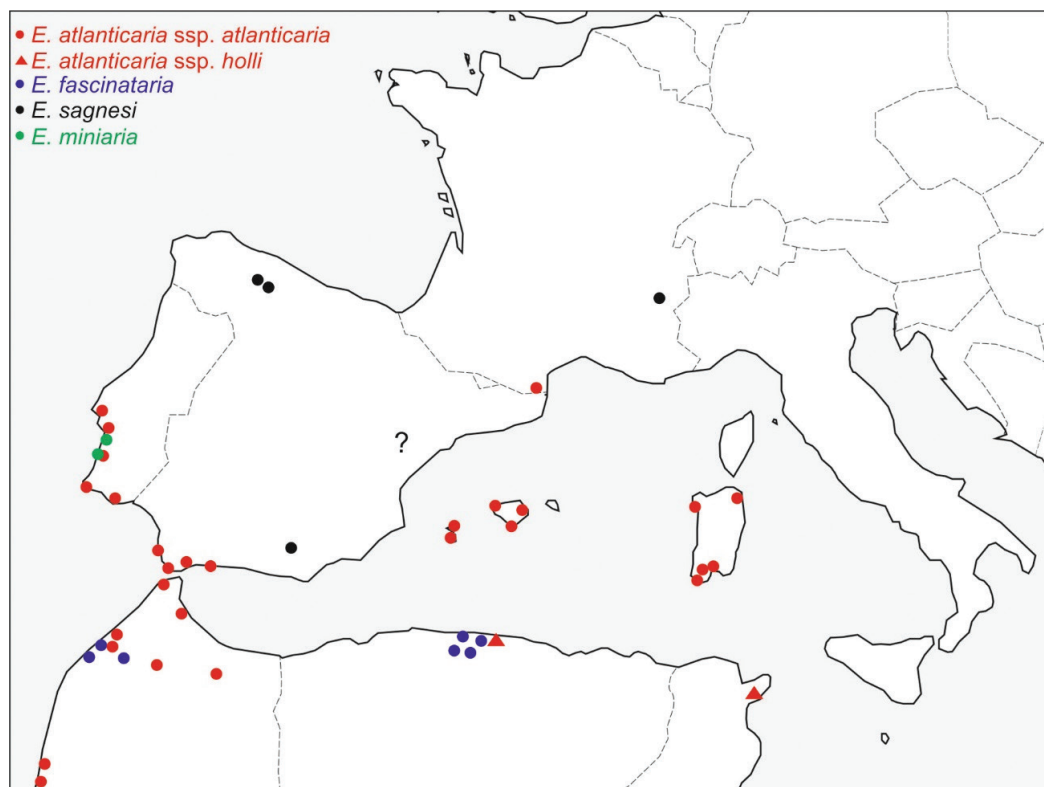 E. atlanticaria ssp. atlanticaria
E. atlanticaria ssp. holli
E. fascinataria
E. sagnesi
E. miniaria
?